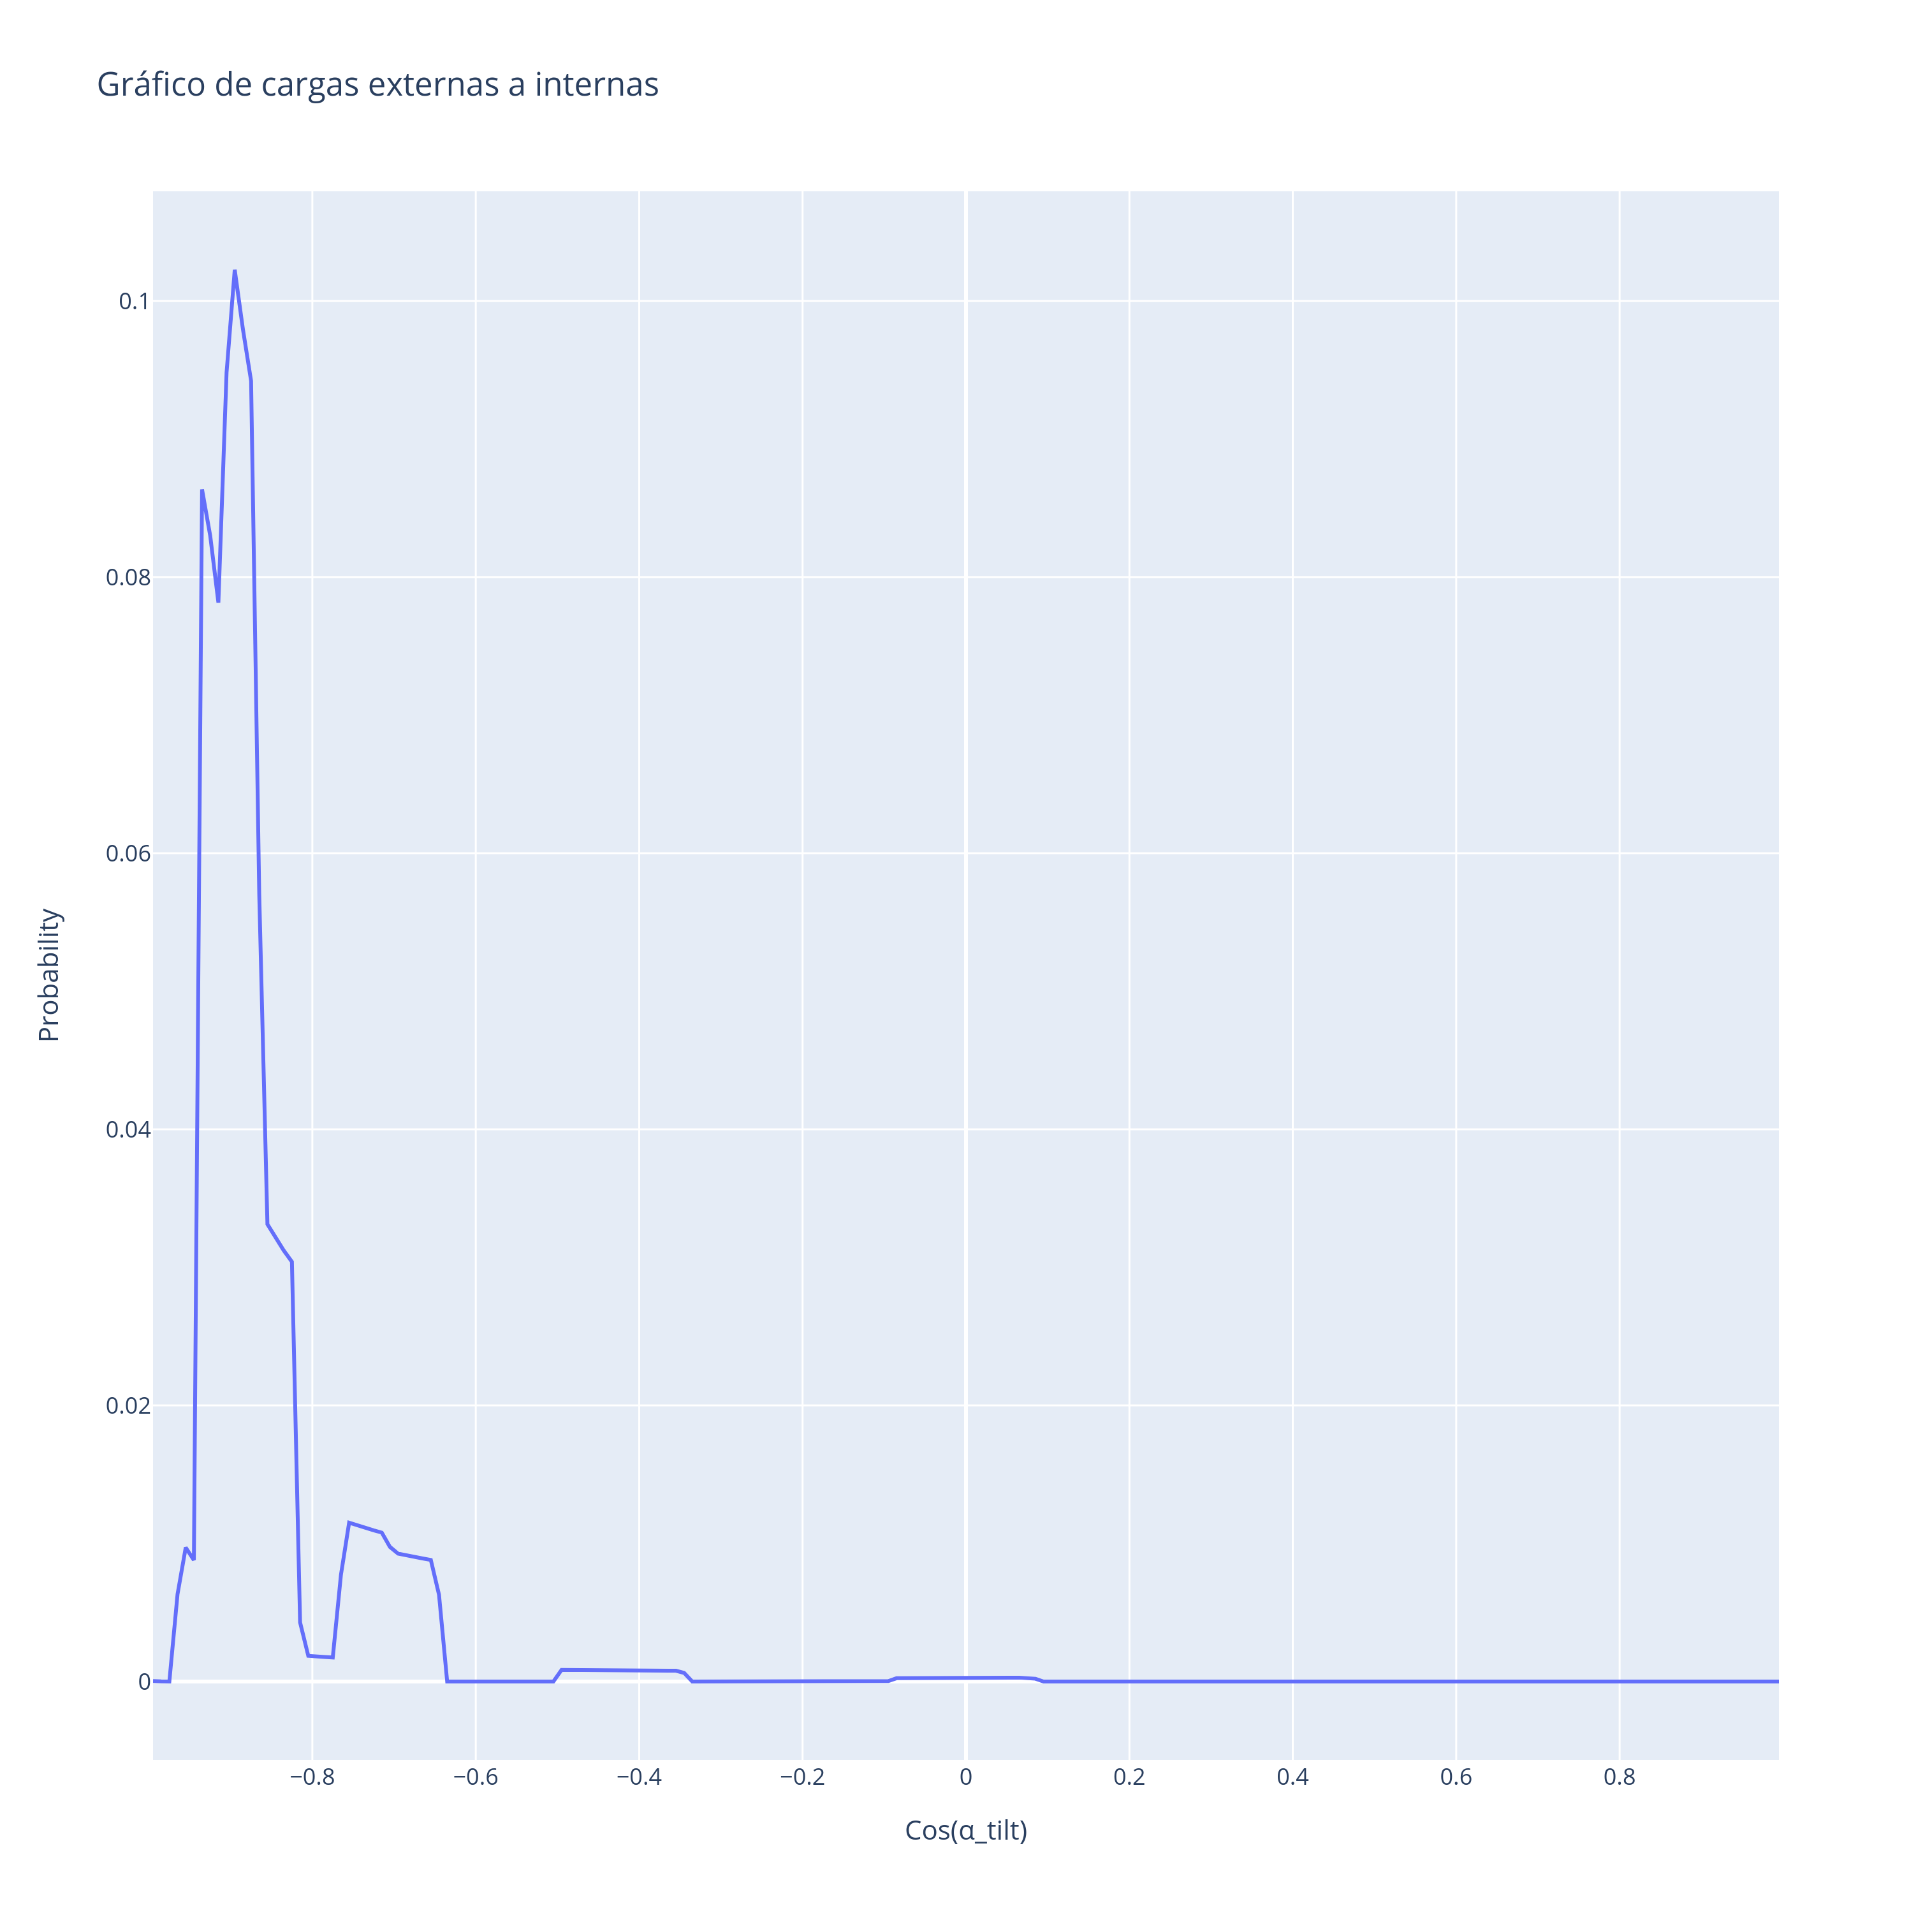 Gráfico de cargas externas a internas
0.1
0.08
0.06
0.04
0.02
0
Probability
−0.8 −0.6 −0.4 −0.2 0 0.2 0.4 0.6 0.8
Cos(α_tilt)